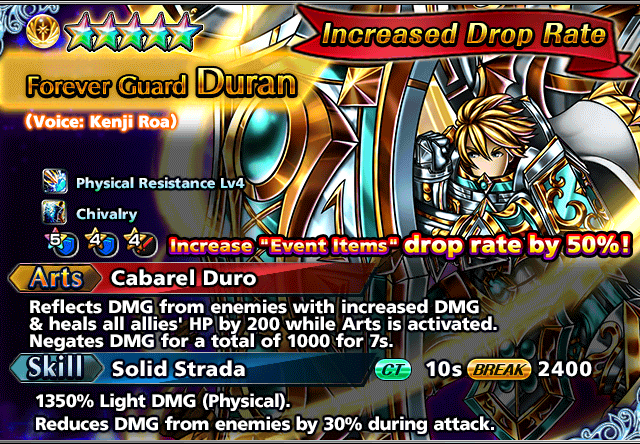 Increased Drop Rate
Forever Guard Duran
(Voice: Kenji Roa)
Physical Resistance Lv4
Chivalry
5 4 4
Increase "Event Items" drop rate by 50%!
Arts Cabarel Duro
Reflects DMG from enemies with increased DMG
& heals all allies' HP by 200 while Arts is activated.
Negates DMG for a total of 1000 for 7s.
Skill Solid Strada CT 10s BREAK 2400
1350% Light DMG (Physical).
Reduces DMG from enemies by 30% during attack.